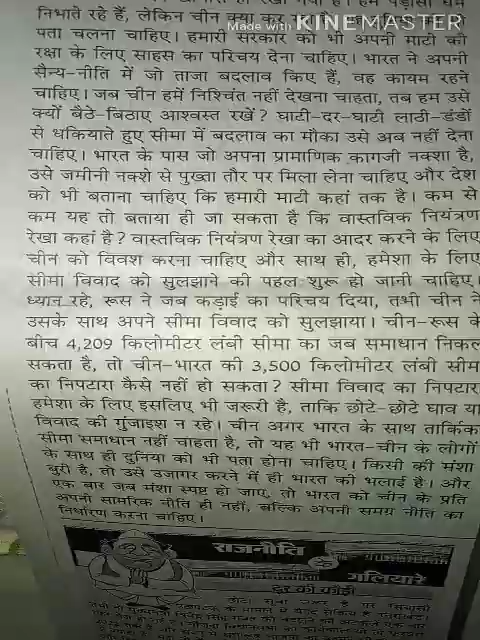 Made with KINEMASTER
निभाते रहे हैं, लेकिन चीन क्या कर
पता चलना चाहिए। हमारी सरकार को भी अपनी माटी की
रक्षा के लिए साहस का परिचय देना चाहिए। भारत ने अपनी
सैन्य-नीति में जो ताजा बदलाव किए हैं, वह कायम रहने
चाहिए। जब चीन हमें निश्चिंत नहीं देखना चाहता, तब हम उसे
क्यों बैठे-बिठाए आश्वस्त रखें? घाटी-दर-घाटी लाठी-डंडों
से धकियाते हुए सीमा में बदलाव का मौका उसे अब नहीं देना
चाहिए। भारत के पास जो अपना प्रामाणिक कागजी नक्शा है,
उसे जमीनी नक्शे से पुख्ता तौर पर मिला लेना चाहिए और देश
को भी बताना चाहिए कि हमारी माटी कहां तक है। कम से
कम यह तो बताया ही जा सकता है कि वास्तविक नियंत्रण
रेखा कहां है? वास्तविक नियंत्रण रेखा का आदर करने के लिए
चीन को विवश करना चाहिए और साथ ही, हमेशा के लिए
सीमा विवाद को सुलझाने की पहल शुरू हो जानी चाहिए।
ध्यान रहे, रूस ने जब कड़ाई का परिचय दिया, तभी चीन ने
उसके साथ अपने सीमा विवाद को सुलझाया। चीन-रूस के
बीच 4,209 किलोमीटर लंबी सीमा का जब समाधान निकल
सकता है, तो चीन-भारत की 3,500 किलोमीटर लंबी सीम
का निपटारा कैसे नहीं हो सकता? सीमा विवाद का निपटार
हमेशा के लिए इसलिए भी जरूरी है, ताकि छोटे-छोटे घाव या
विवाद की गुंजाइश न रहे। चीन अगर भारत के साथ तार्किक
सीमा समाधान नहीं चाहता है, तो यह भी भारत-चीन के लोगों
के साथ ही दुनिया को भी पता होना चाहिए। किसी की मंशा
बुरी है, तो उसे उजागर करने में ही भारत की भलाई है। और
एक बार जब मंशा स्पष्ट हो जाए, तो भारत को चीन के प्रति
अपनी सामरिक नीति ही नहीं, बल्कि अपनी समग्र नीति का
निर्धारण करना चाहिए।
राजनीति
के
गलियारे
दूर की कौड़ी